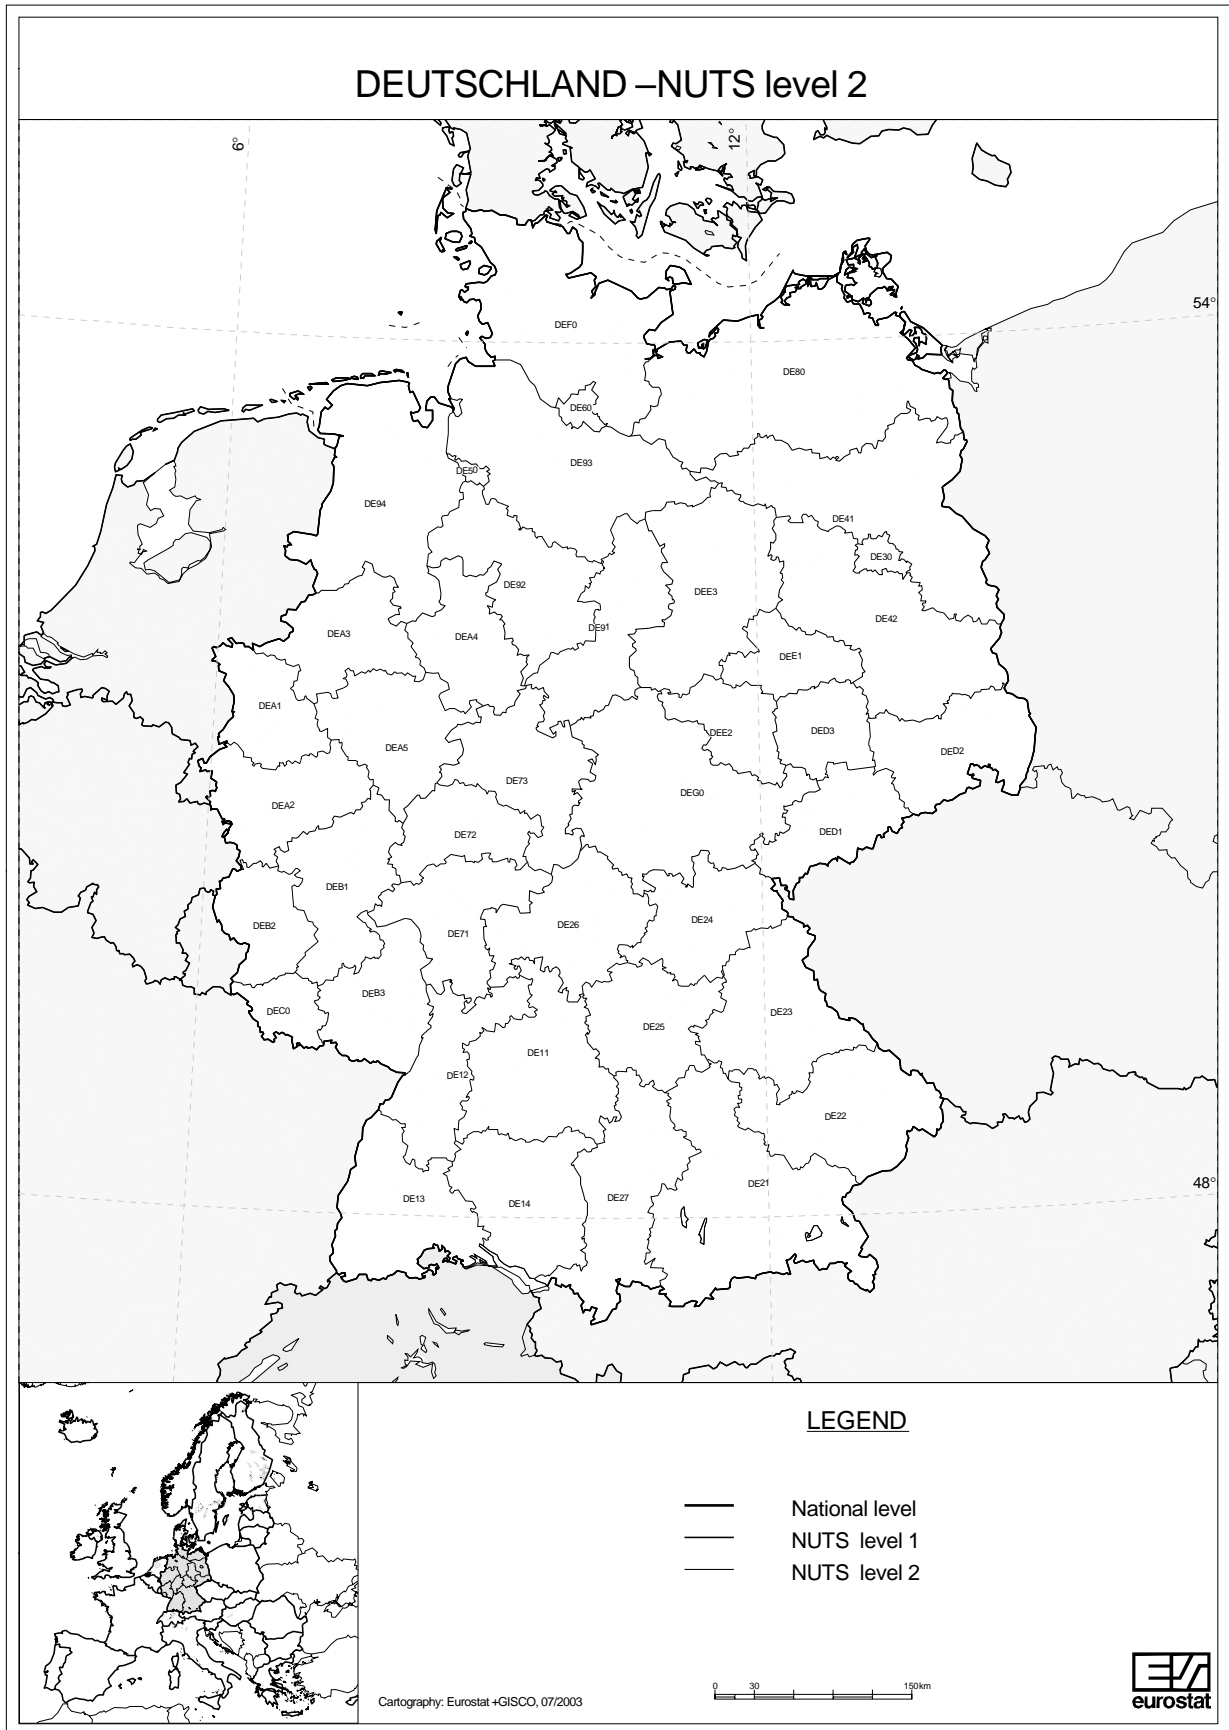 DEUTSCHLAND –NUTS level 2
6°
12°
54°
DEF0
DE80
DE60
DE93
DE50
DE94
DE41
DE30
DE92
DEE3
DE91
DE42
DEA3
DEA4
DEE1
DEA1
DEE2
DED3
DEA5
DED2
DE73
DEG0
DEA2
DED1
DE72
DEB1
DEB2
DE26
DE24
DE71
DEB3
DEC0
DE23
DE25
DE11
DE12
DE22
48°
DE21
DE13
DE14
DE27
LEGEND
National level
NUTS level 1
NUTS level 2
Cartography: Eurostat +GISCO, 07/2003
0 30 150km
eurostat